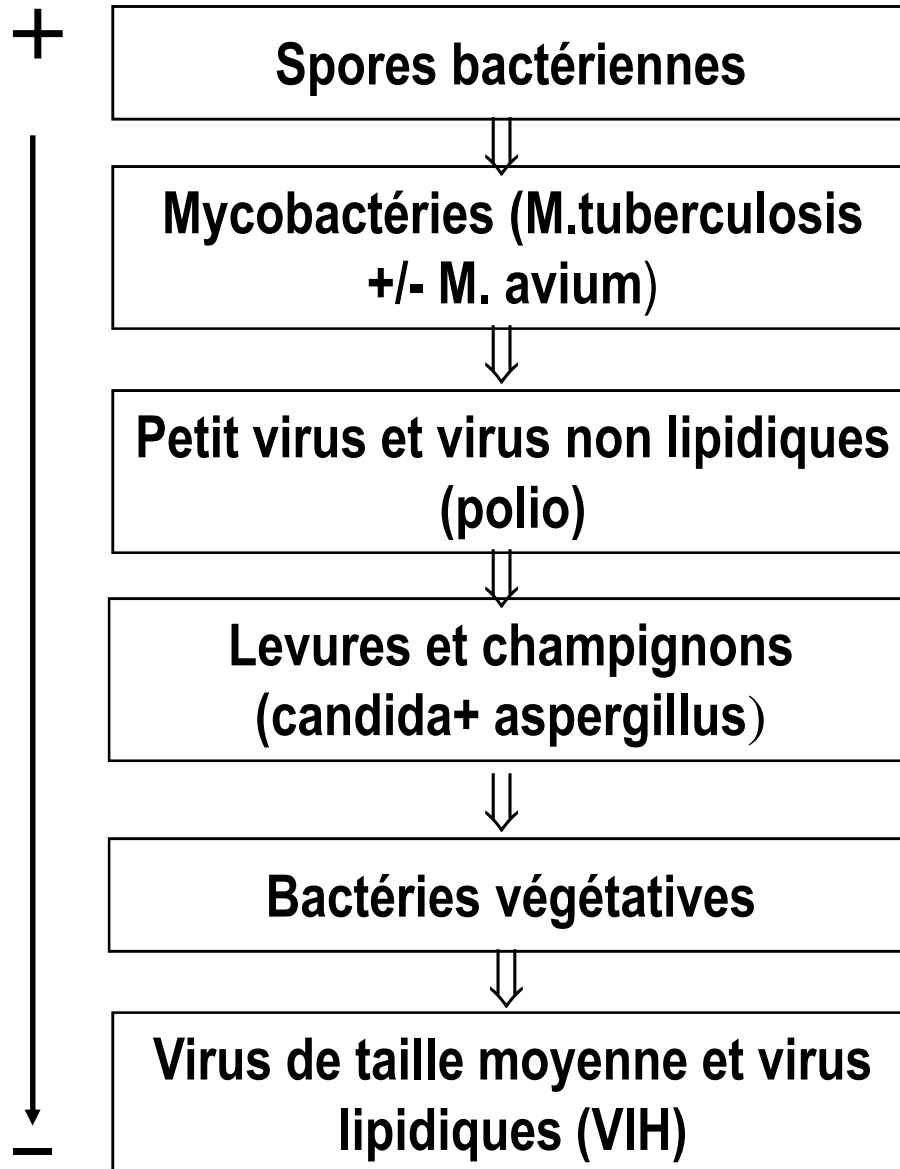 +
Spores bactériennes
Mycobactéries (M.tuberculosis
+/- M. avium)
Petit virus et virus non lipidiques
(polio)
Levures et champignons
(candida+ aspergillus)
Bactéries végétatives
Virus de taille moyenne et virus
lipidiques (VIH)
–